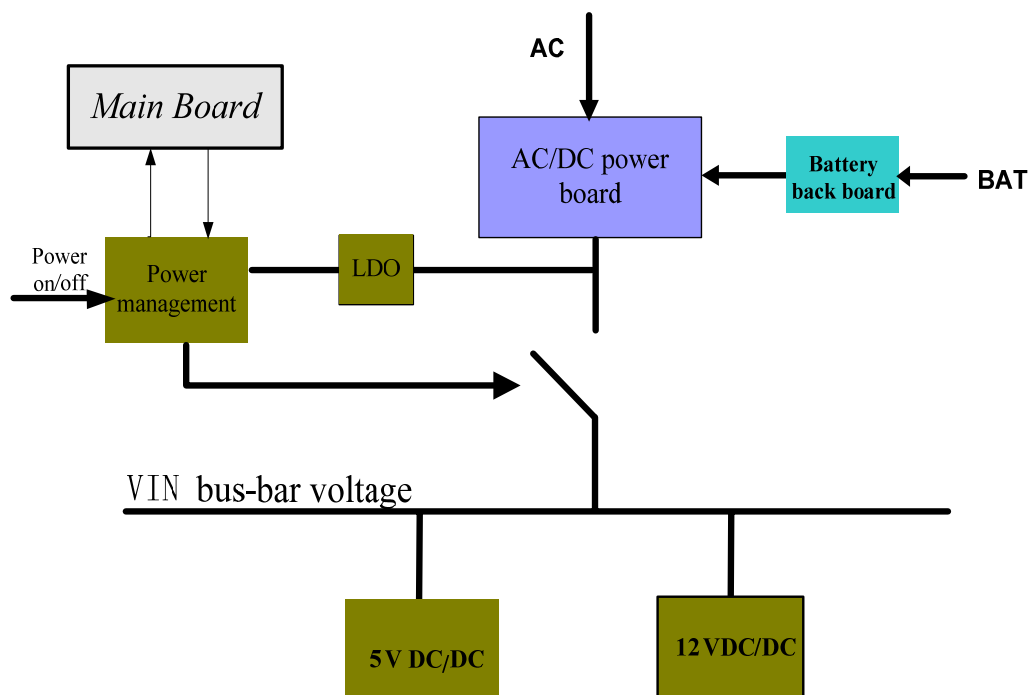 AC
Main Board
AC/DC power
board
Battery
back board
BAT
Power
on/off
Power
management
LDO
VIN bus-bar voltage
5V DC/DC
12VDC/DC